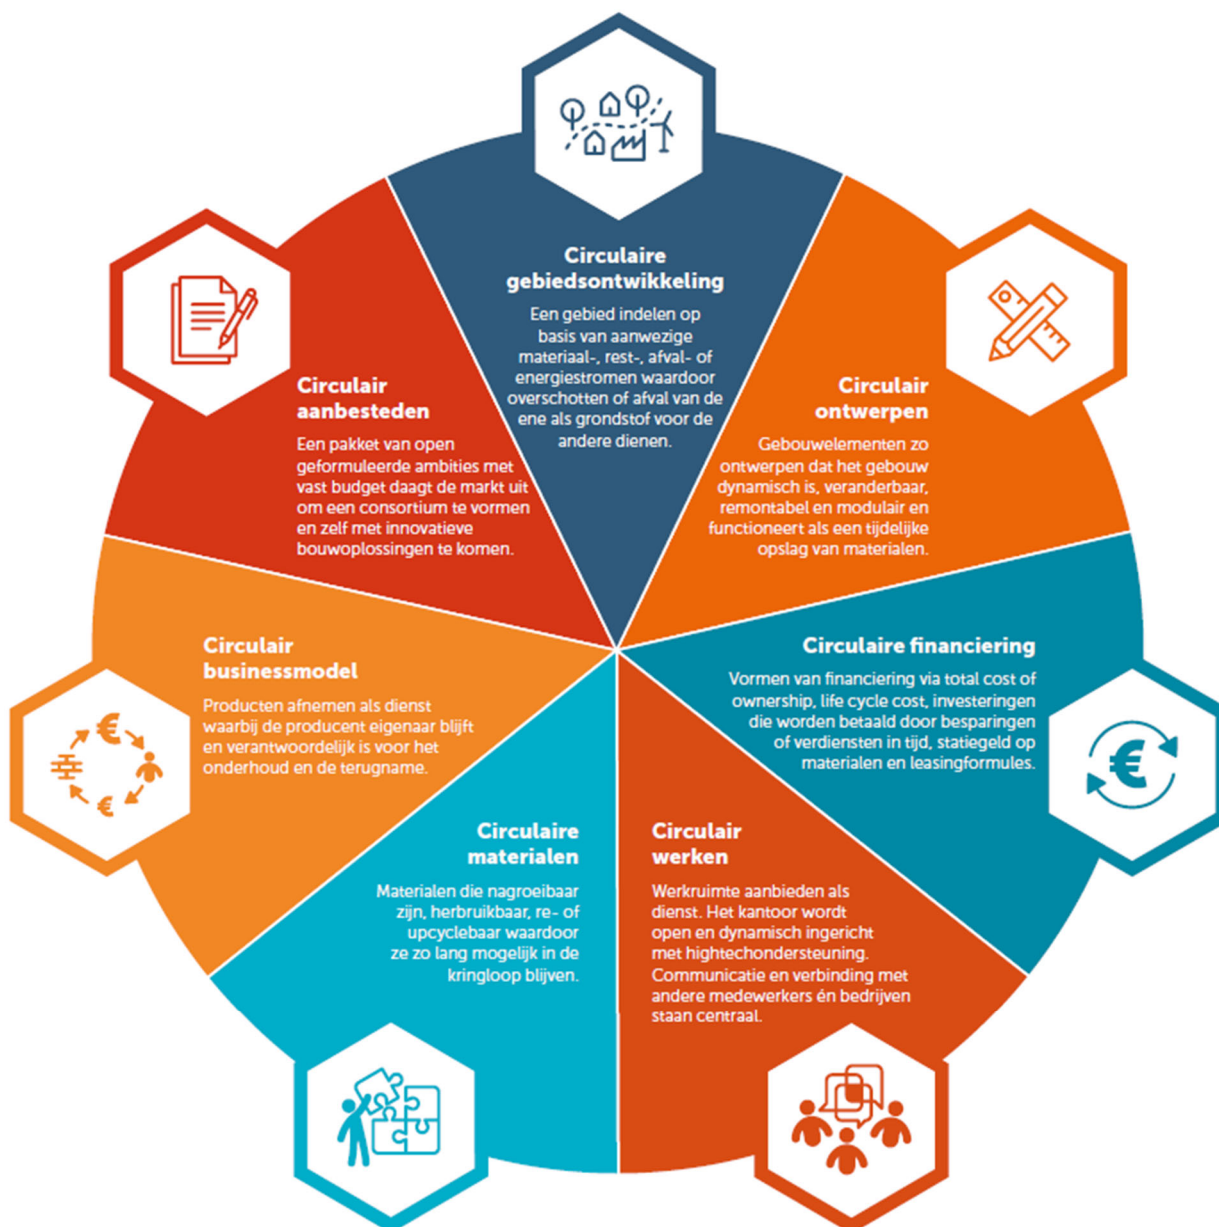 Circulaire
gebiedsontwikkeling
Een gebied indelen op
basis van aanwezige
materiaal-, rest-, afval- of
energiestromen waardoor
overschotten of afval van de
ene als grondstof voor de
andere dienen.
Circulair
ontwerpen
Gebouwelementen zo
ontwerpen dat het gebouw
dynamisch is, veranderbaar,
remontabel en modulair en
functioneert als een tijdelijke
opslag van materialen.
Circulaire financiering
Vormen van financiering via total cost of
ownership, life cycle cost, investeringen
die worden betaald door besparingen
of verdiensten in tijd, statiegeld op
materialen en leasingformules.
Circulair
werken
Werkruimte aanbieden als
dienst. Het kantoor wordt
open en dynamisch ingericht
met hightechondersteuning.
Communicatie en verbinding met
andere medewerkers én bedrijven
staan centraal.
Circulaire
materialen
Materialen die nagroeibaar
zijn, herbruikbaar, re- of
upcyclebaar waardoor
ze zo lang mogelijk in de
kringloop blijven.
Circulair
businessmodel
Producten afnemen als dienst
waarbij de producent eigenaar blijft
en verantwoordelijk is voor het
onderhoud en de terugname.
Circulair
aanbesteden
Een pakket van open
geformuleerde ambities met
vast budget daagt de markt uit
om een consortium te vormen
en zelf met innovatieve
bouwoplossingen te komen.